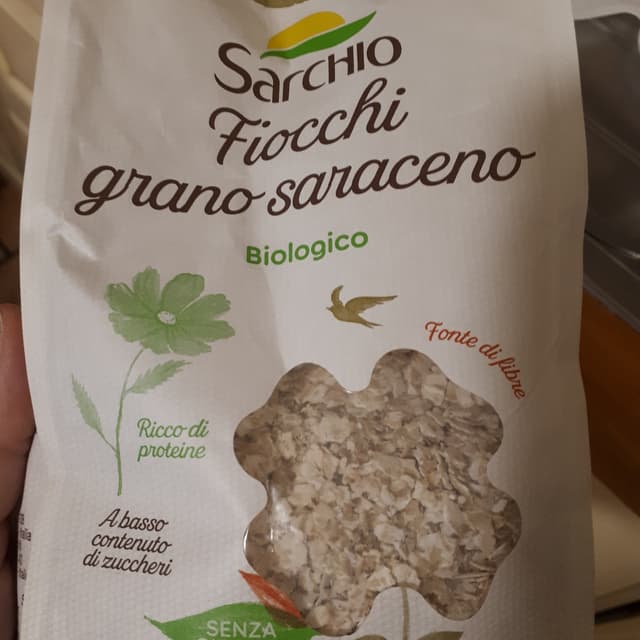 Sarchio
Fiocchi
grano saraceno
Biologico
Fonte di fibre
Ricco di
proteine
A basso
contenuto
di zuccheri
SENZA